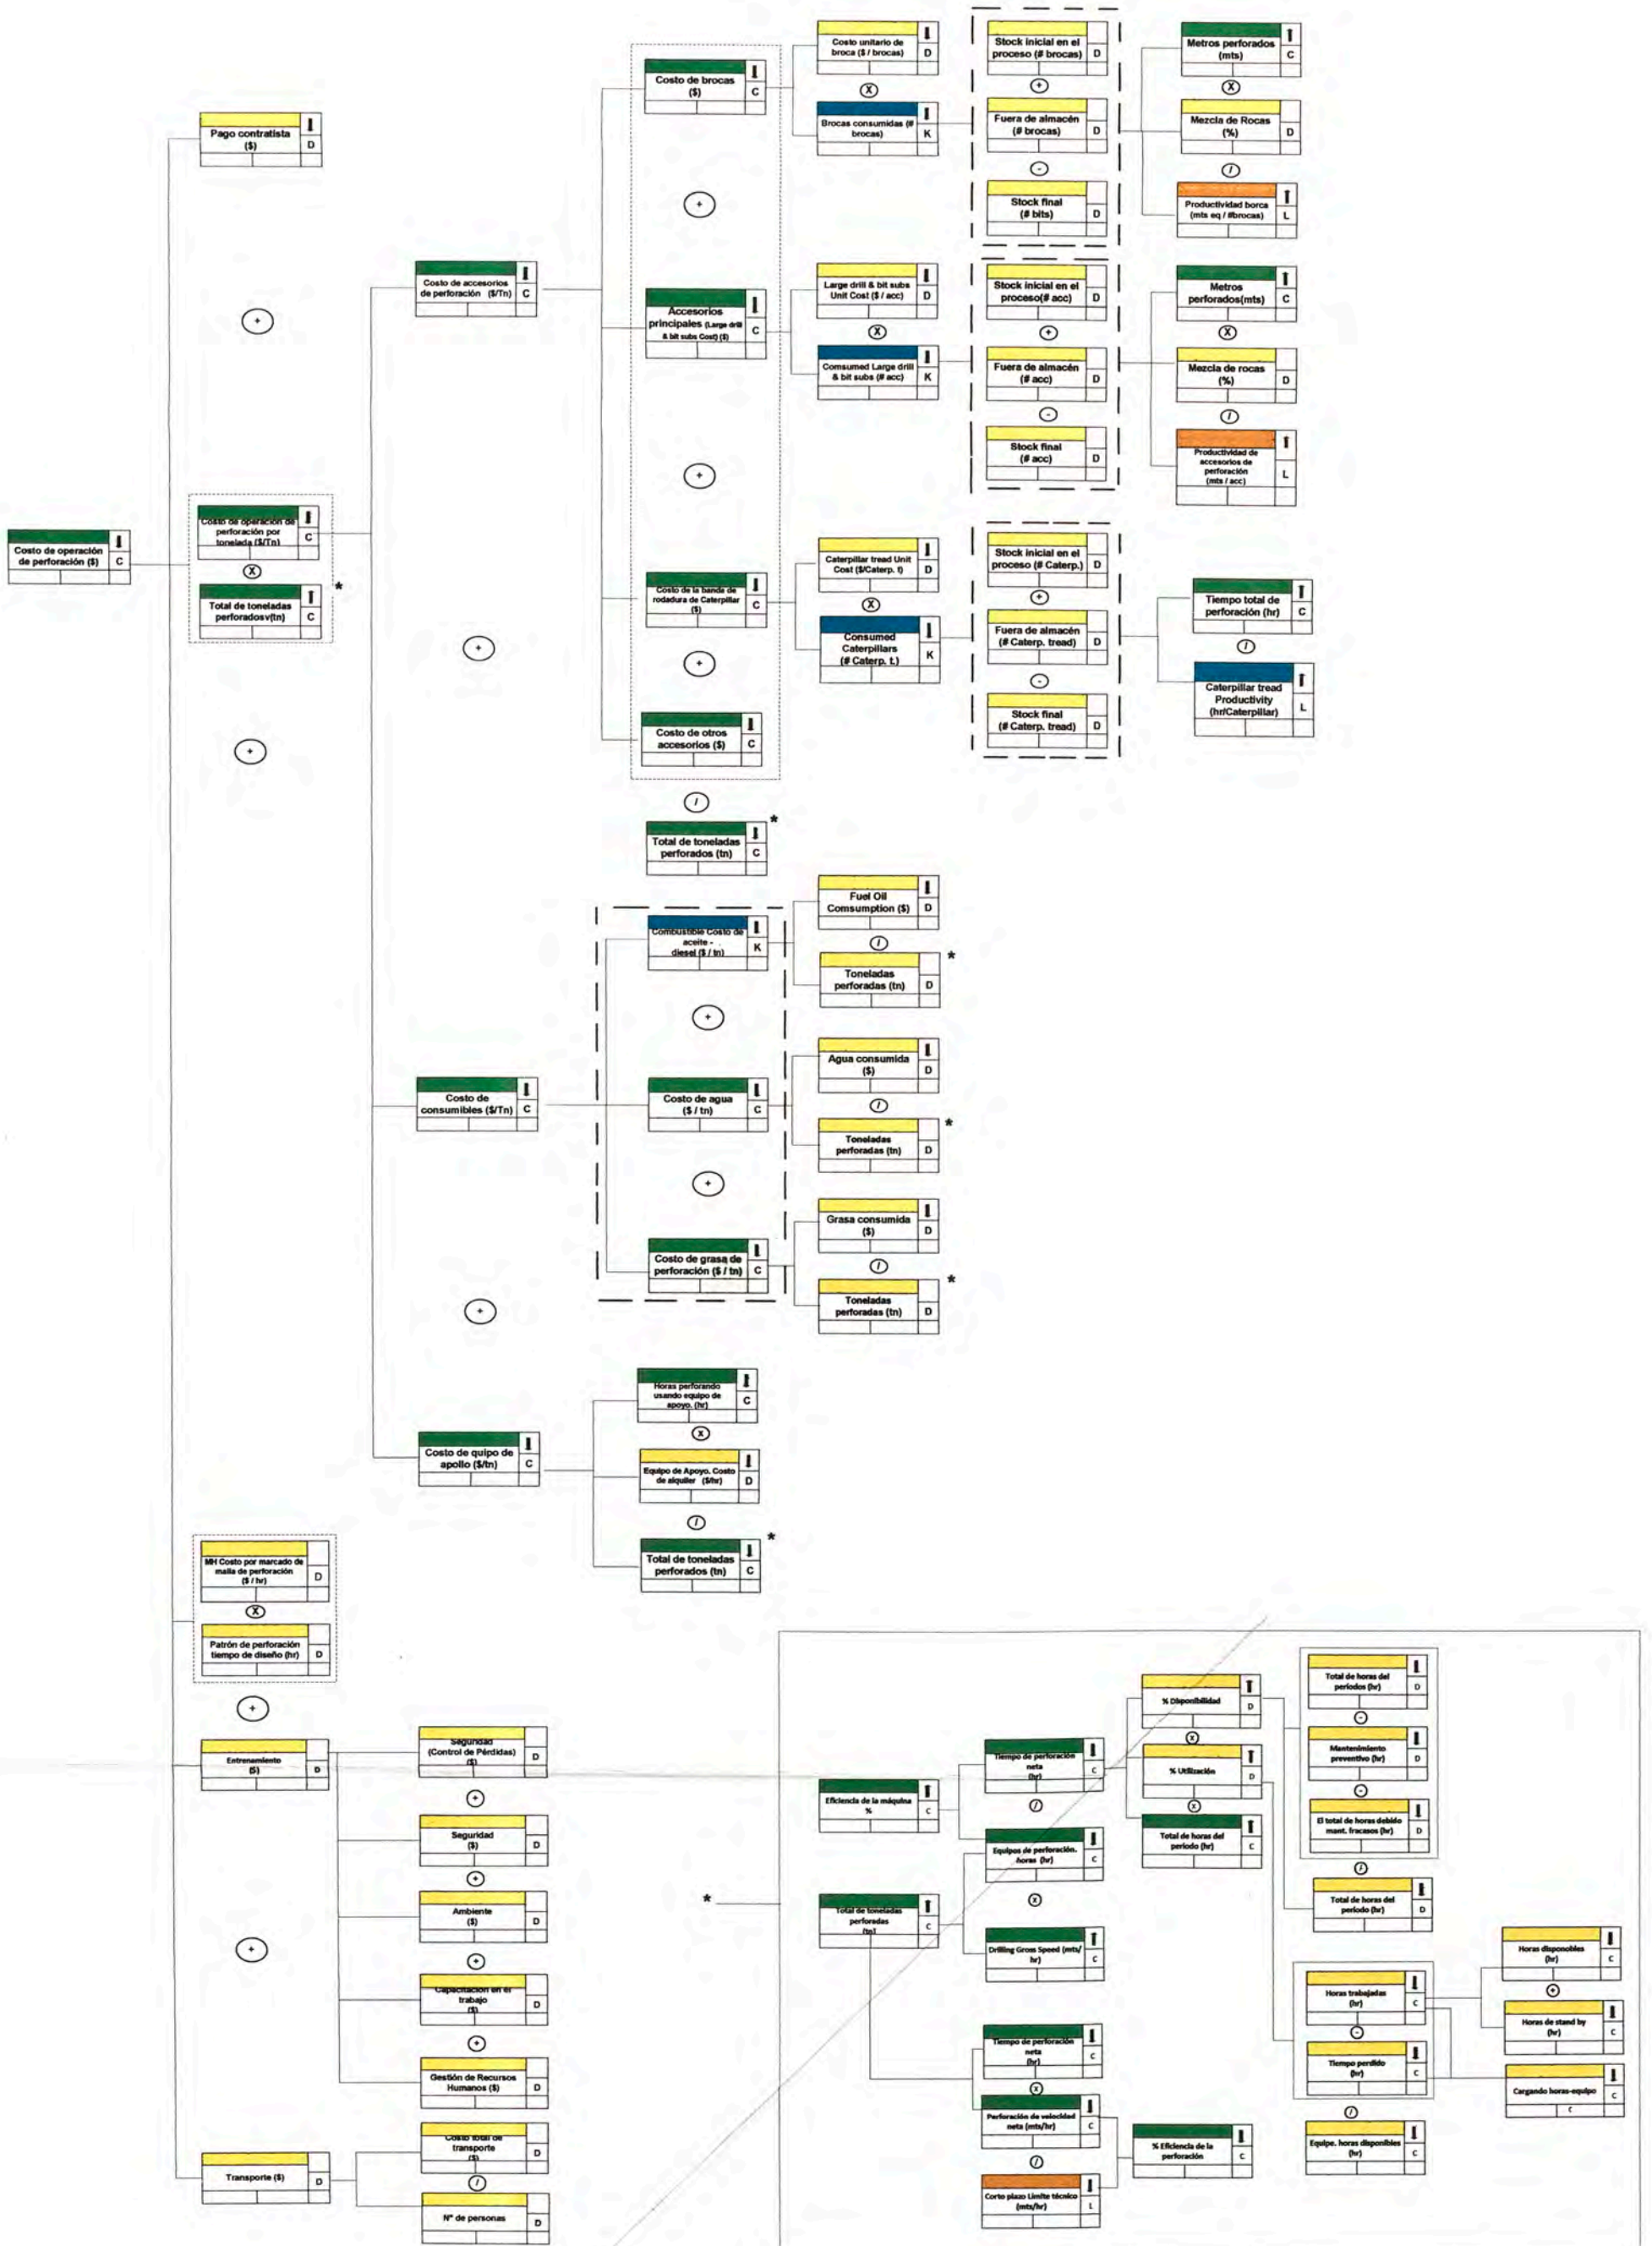 Costo de operación
de perforación ($)
C
Pago contratista
($)
D
+
Costo de operación de
perforación por
tonelada ($/Tn)
C
X
Total de toneladas
perforadosv(tn)
C
*
+
MH Costo por marcado de
malla de perforación
($ / hr)
D
X
Patrón de perforación
tiempo de diseño (hr)
D
+
Entrenamiento
($)
D
+
Transporte ($)
D
Costo de accesorios
de perforación ($/Tn)
C
+
Costo de
consumibles ($/Tn)
C
+
Costo de quipo de
apollo ($/tn)
C
Seguridad
(Control de Pérdidas)
($)
D
+
Seguridad
($)
D
+
Ambiente
($)
D
+
Capacitación en el
trabajo
($)
D
+
Gestión de Recursos
Humanos ($)
D
Costo total de
transporte
($)
D
/
N° de personas
D
Costo de brocas
($)
C
+
Accesorios
principales (Large drill
& bit subs Cost) ($)
C
+
Costo de la banda de
rodadura de Caterpillar
($)
C
+
Costo de otros
accesorios ($)
C
/
Total de toneladas
perforados (tn)
C
*
Combustible Costo de
aceite -
diesel ($ / tn)
K
+
Costo de agua
($ / tn)
C
+
Costo de grasa de
perforación ($ / tn)
C
Horas perforando
usando equipo de
apoyo. (hr)
C
x
Equipo de Apoyo. Costo
de alquiler ($/hr)
D
/
Total de toneladas
perforados (tn)
C
*
Costo unitario de
broca ($ / brocas)
D
X
Brocas consumidas (#
brocas)
K
Large drill & bit subs
Unit Cost ($ / acc)
D
X
Comsumed Large drill
& bit subs (# acc)
K
Caterpillar tread Unit
Cost ($/Caterp. t)
D
X
Consumed
Caterpillars
(# Caterp. t.)
K
Fuel Oil
Comsumption ($)
D
/
Toneladas
perforadas (tn)
D
*
Agua consumida
($)
D
/
Toneladas
perforadas (tn)
D
*
Grasa consumida
($)
D
/
Toneladas
perforadas (tn)
D
*
Stock inicial en el
proceso (# brocas)
D
+
Fuera de almacén
(# brocas)
D
-
Stock final
(# bits)
D
Stock inicial en el
proceso(# acc)
D
+
Fuera de almacén
(# acc)
D
-
Stock final
(# acc)
D
Stock inicial en el
proceso (# Caterp.)
D
+
Fuera de almacén
(# Caterp. tread)
D
-
Stock final
(# Caterp. tread)
D
Metros perforados
(mts)
C
X
Mezcla de Rocas
(%)
D
/
Productividad borca
(mts eq / #brocas)
L
Metros
perforados(mts)
C
X
Mezcla de rocas
(%)
D
/
Productividad de
accesorios de
perforación
(mts / acc)
L
Tiempo total de
perforación (hr)
C
/
Caterpillar tread
Productivity
(hr/Caterpillar)
L
*
Eficiencia de la máquina
%
C
Total de toneladas
perforadas
(tn)
C
Tiempo de perforación
neta
(hr)
C
/
Equipos de perforación.
horas (hr)
C
x
Drilling Gross Speed (mts/
hr)
C
Tiempo de perforación
neta
(hr)
C
x
Perforación de velocidad
neta (mts/hr)
C
/
Corto plazo Limite técnico
(mts/hr)
L
% Eficiencia de la
perforación
C
% Disponibilidad
D
x
% Utilización
D
x
Total de horas del
periodo (hr)
C
Total de horas del
periodos (hr)
D
-
Mantenimiento
preventivo (hr)
D
-
El total de horas debido
mant. fracasos (hr)
D
/
Total de horas del
periodo (hr)
D
Horas trabajadas
(hr)
C
-
Tiempo perdido
(hr)
C
/
Equipe. horas disponibles
(hr)
C
Horas disponobles
(hr)
C
+
Horas de stand by
(hr)
C
Cargando horas-equipo
C
C